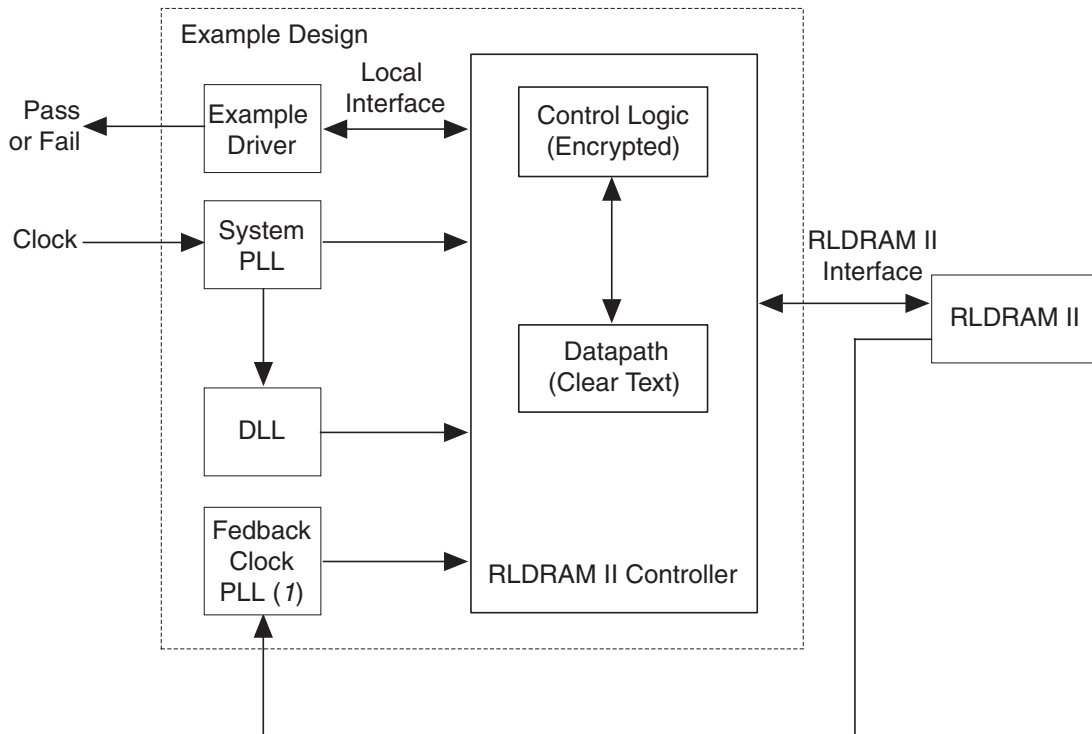 Example Design
Pass
or Fail
Example
Driver
Local
Interface
Control Logic
(Encrypted)
Clock
System
PLL
RLDRAM II
Interface
RLDRAM II
Datapath
(Clear Text)
DLL
Fedback
Clock
PLL (1)
RLDRAM II Controller